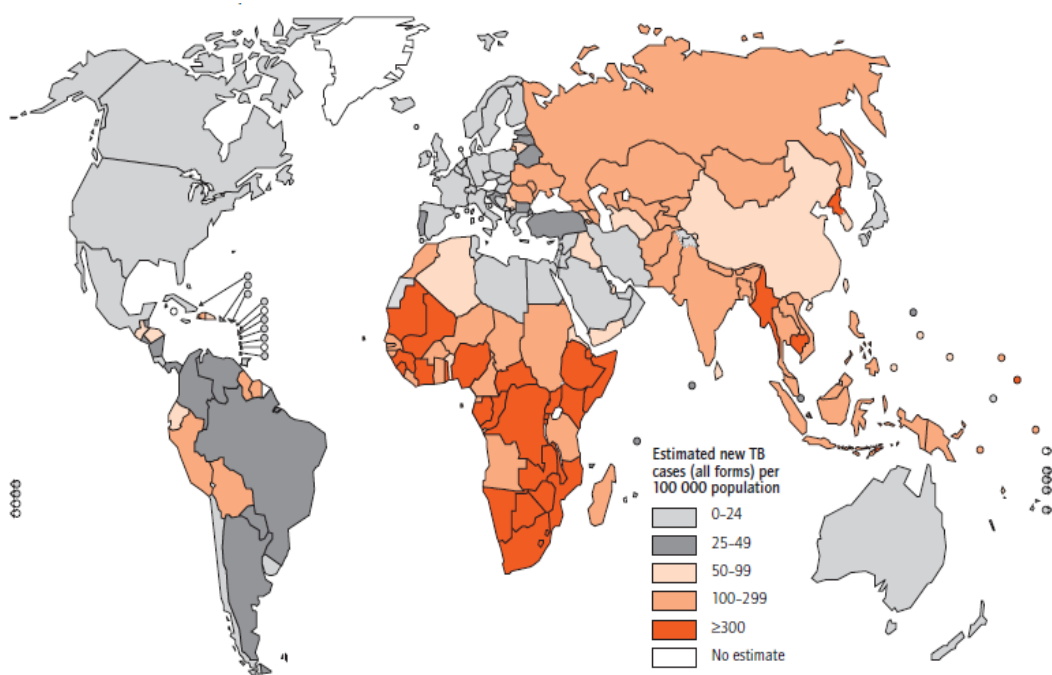 Estimated new TB
cases (all forms) per
100 000 population
0–24
25–49
50–99
100–299
≥300
No estimate